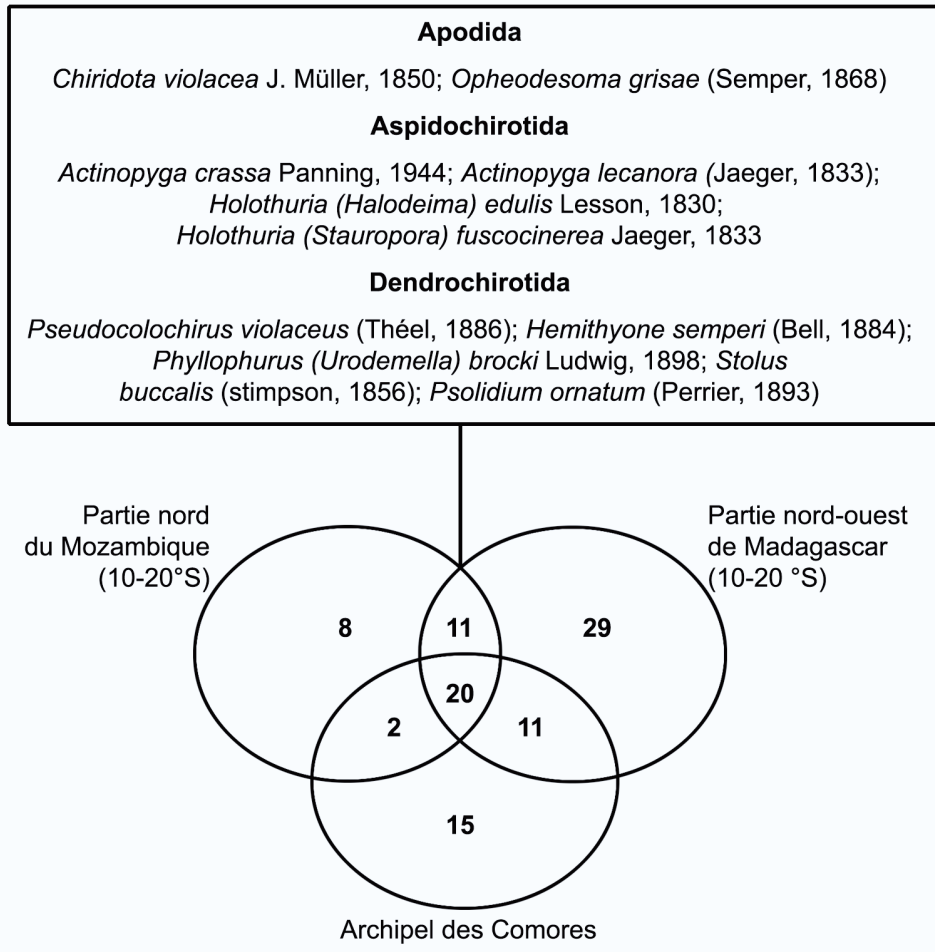 Apodida
Chiridota violacea J. Müller, 1850; Opheodesoma grisae (Semper, 1868)
Aspidochirotida
Actinopyga crassa Panning, 1944; Actinopyga lecanora (Jaeger, 1833);
Holothuria (Halodeima) edulis Lesson, 1830;
Holothuria (Stauropora) fuscocinerea Jaeger, 1833
Dendrochirotida
Pseudocolochirus violaceus (Théel, 1886); Hemithyone semperi (Bell, 1884);
Phyllophurus (Urodemella) brocki Ludwig, 1898; Stolus
buccalis (stimpson, 1856); Psolidium ornatum (Perrier, 1893)
Partie nord
du Mozambique
(10-20°S)
Partie nord-ouest
de Madagascar
(10-20 °S)
8
11
29
20
2
11
15
Archipel des Comores